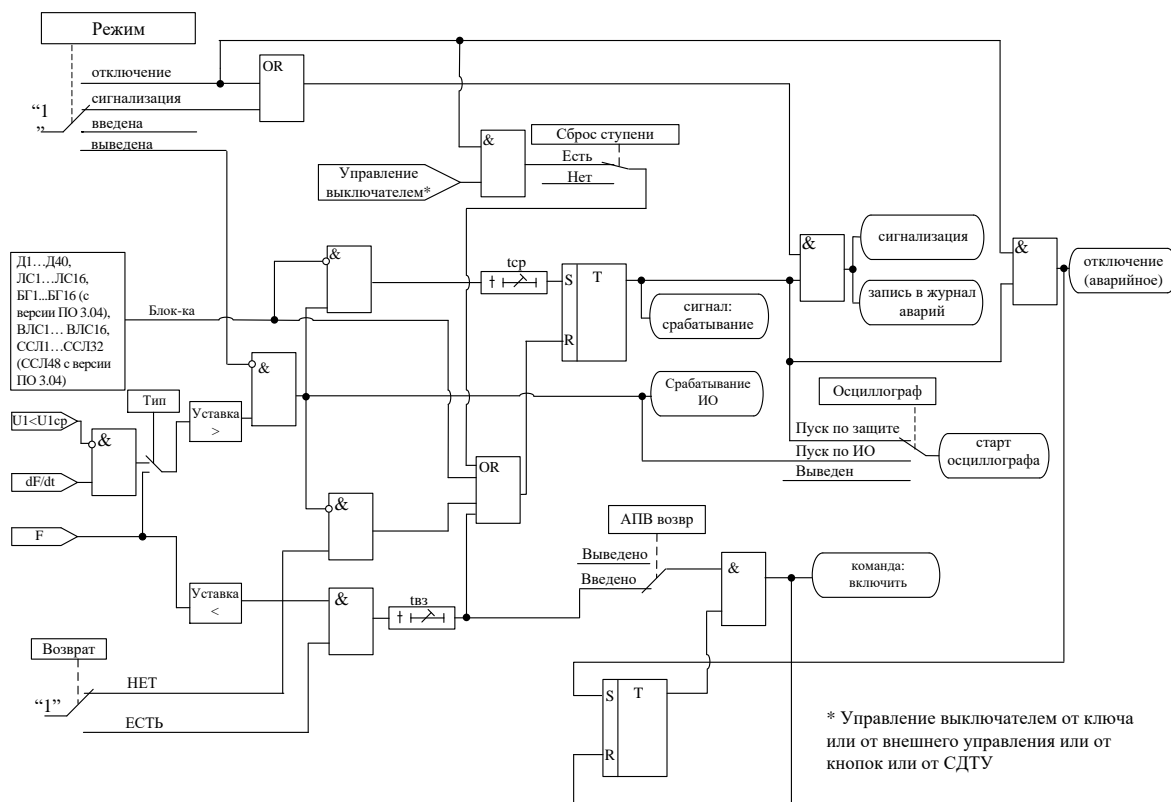 Режим
отключение
сигнализация
введена
выведена
“1
”
OR
&
Сброс ступени
Есть
Нет
Управление
выключателем*
Д1…Д40,
ЛС1…ЛС16,
БГ1...БГ16 (с
версии ПО 3.04),
ВЛС1… ВЛС16,
ССЛ1…ССЛ32
(ССЛ48 с версии
ПО 3.04)
Блок-ка
&
tср
S T
R
сигнал:
срабатывание
&
сигнализация
запись в журнал
аварий
&
отключение
(аварийное)
&
Тип
U1<U1ср
&
dF/dt
Уставка
>
F
Срабатывание
ИО
Осциллограф
Пуск по защите
Пуск по ИО
Выведен
старт
осциллографа
OR
&
Уставка
<
&
tвз
АПВ возвр
Выведено
Введено
&
команда:
включить
Возврат
“1”
НЕТ
ЕСТЬ
S T
R
* Управление выключателем от ключа
или от внешнего управления или от
кнопок или от СДТУ